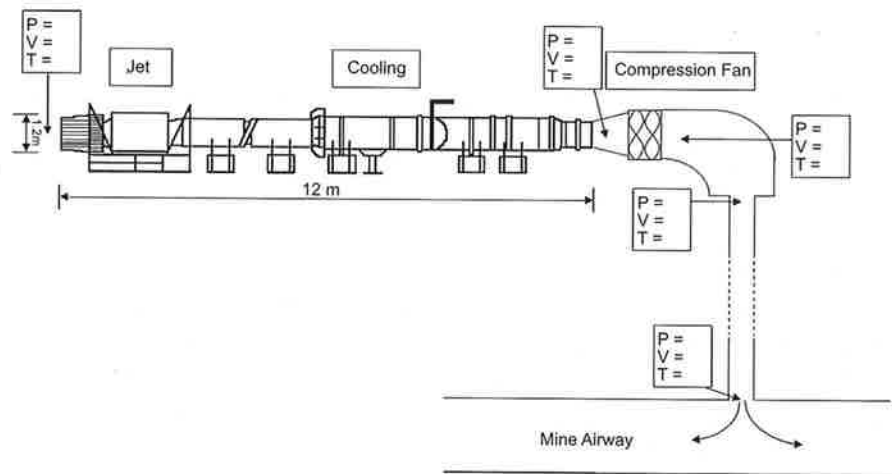 P =
V =
T =
Jet
Cooling
P =
V =
T =
Compression Fan
1.2m
P =
V =
T =
12 m
P =
V =
T =
P =
V =
T =
Mine Airway